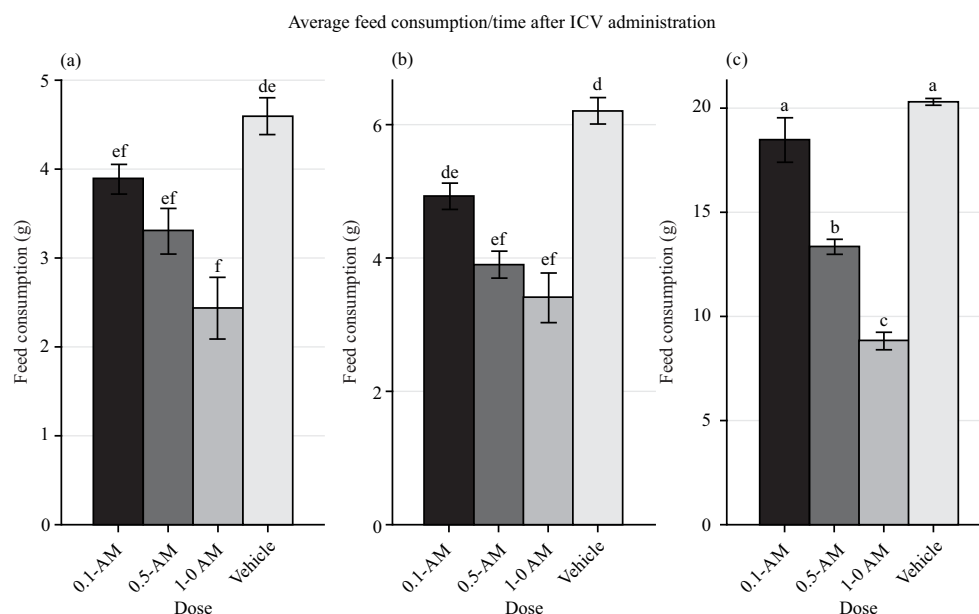 Average feed consumption/time after ICV administration
(a)
5
4
3
2
1
0
Feed consumption (g)
ef
ef
f
de
0.1-AM
0.5-AM
1-0 AM
Vehicle
Dose
(b)
6
4
2
0
Feed consumption (g)
de
ef
ef
d
0.1-AM
0.5-AM
1-0 AM
Vehicle
Dose
(c)
20
15
10
5
0
Feed consumption (g)
a
b
c
a
0.1-AM
0.5-AM
1-0 AM
Vehicle
Dose